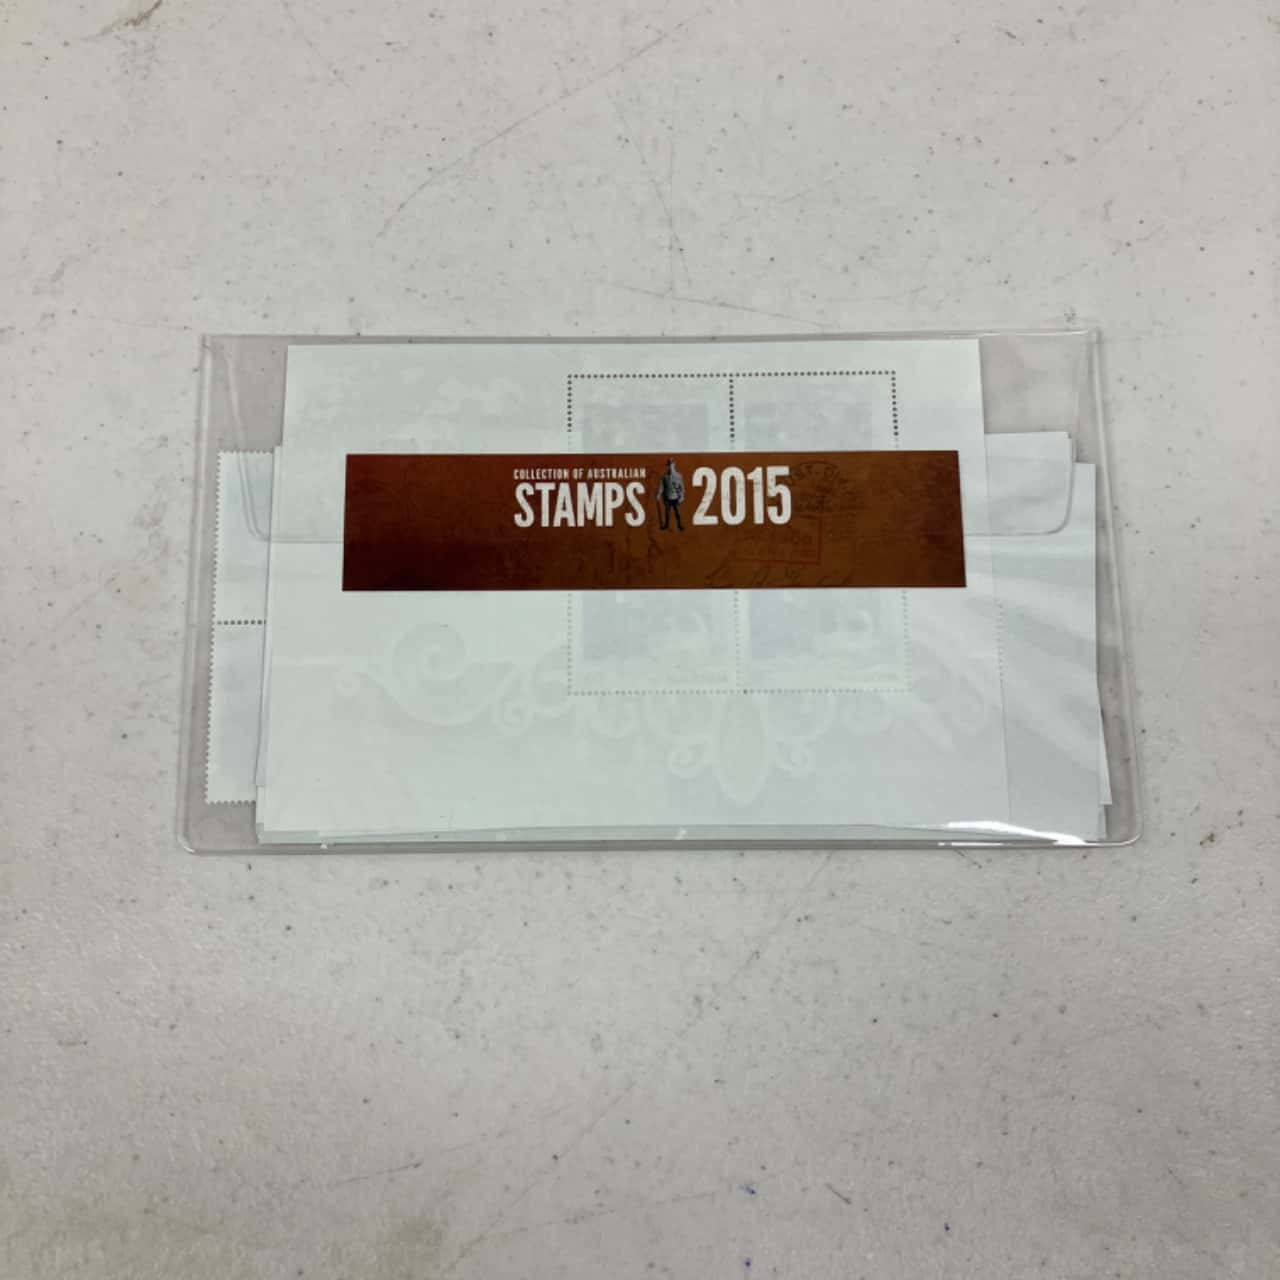 COLLECTION OF AUSTRALIAN
STAMPS 2015